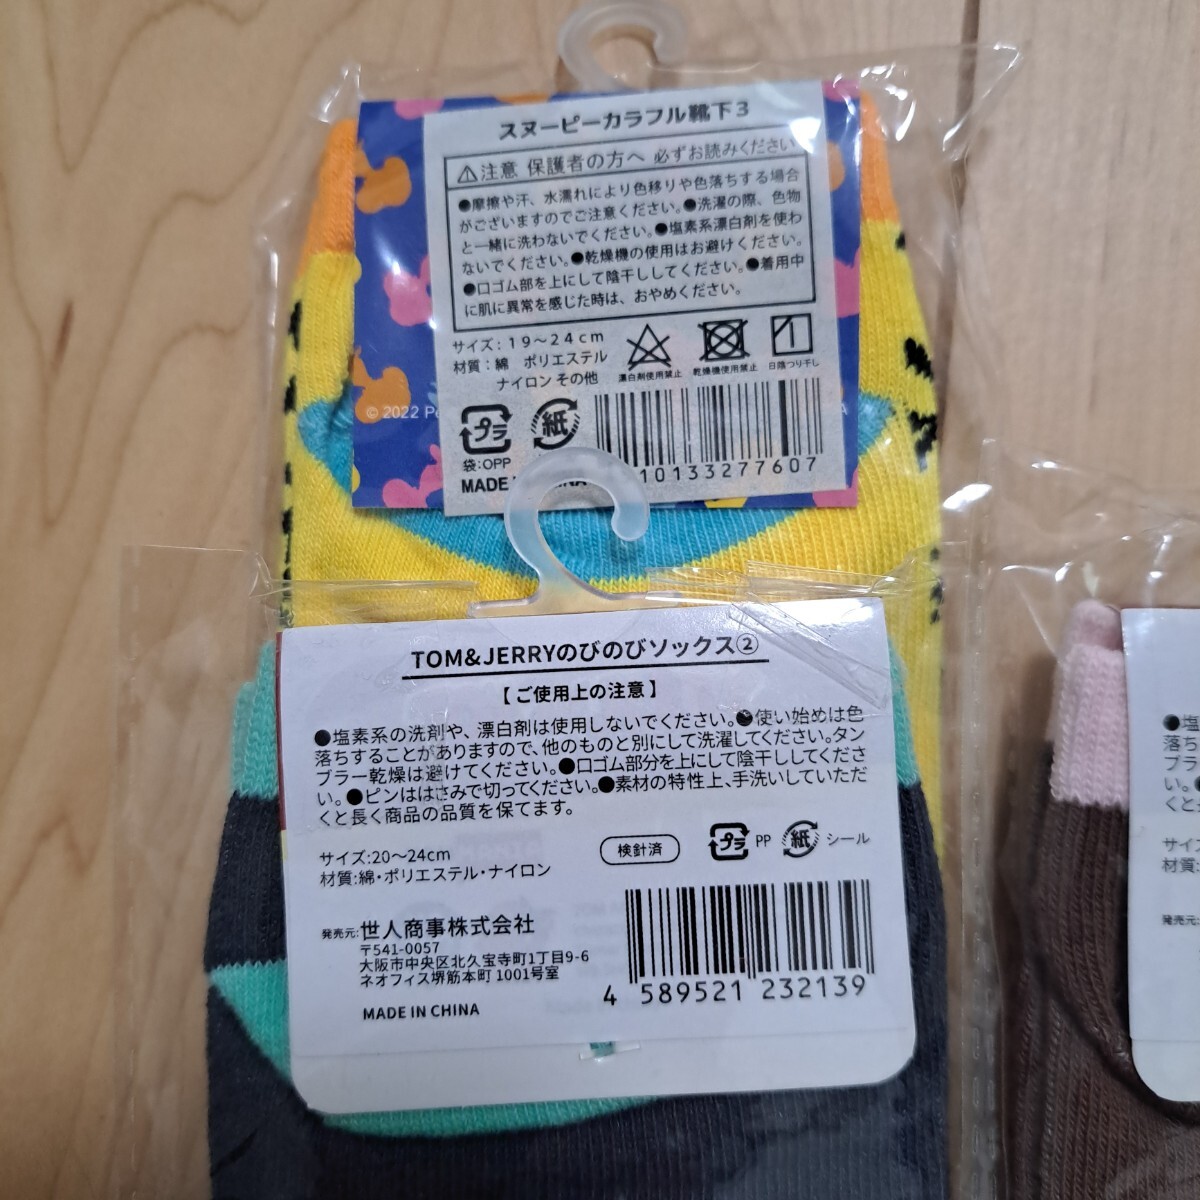 スヌーピーカラフル靴下3
⚠注意 保護者の方へ 必ずお読みください
●摩擦や汗、水濡れにより色移りや色落ちする場合
がございますのでご注意ください。●洗濯の際、色物
と一緒に洗わないでください。●塩素系漂白剤を使わ
ないでください。●乾燥機の使用はお避けください。
●口ゴム部を上にして陰干ししてください。●着用中
に肌に異常を感じた時は、おやめください。
サイズ：19～24cm
材質：綿 ポリエステル
ナイロン その他
漂白剤使用禁止
乾燥機使用禁止
日陰つり干し
© 2022
プラ
紙
袋:OPP
MADE IN CHINA
10133277607
TOM&JERRYのびのびソックス②
【ご使用上の注意】
●塩素系の洗剤や、漂白剤は使用しないでください。●使い始めは色
落ちすることがありますので、他のものと別にして洗濯してください。タン
ブラー乾燥は避けてください。●口ゴム部分を上にして陰干ししてくださ
い。●ピンははさみで切ってください。●素材の特性上、手洗いしていただ
くと長く商品の品質を保てます。
サイズ:20～24cm
材質:綿・ポリエステル・ナイロン
検針済
プラ PP 紙 シール
発売元: 世人商事株式会社
〒541-0057
大阪市中央区北久宝寺町1丁目9-6
ネオフィス堺筋本町 1001号室
MADE IN CHINA
4 589521 232139
●塩
落ち
ブラ
い。●
くと
サイ
材質
発売元